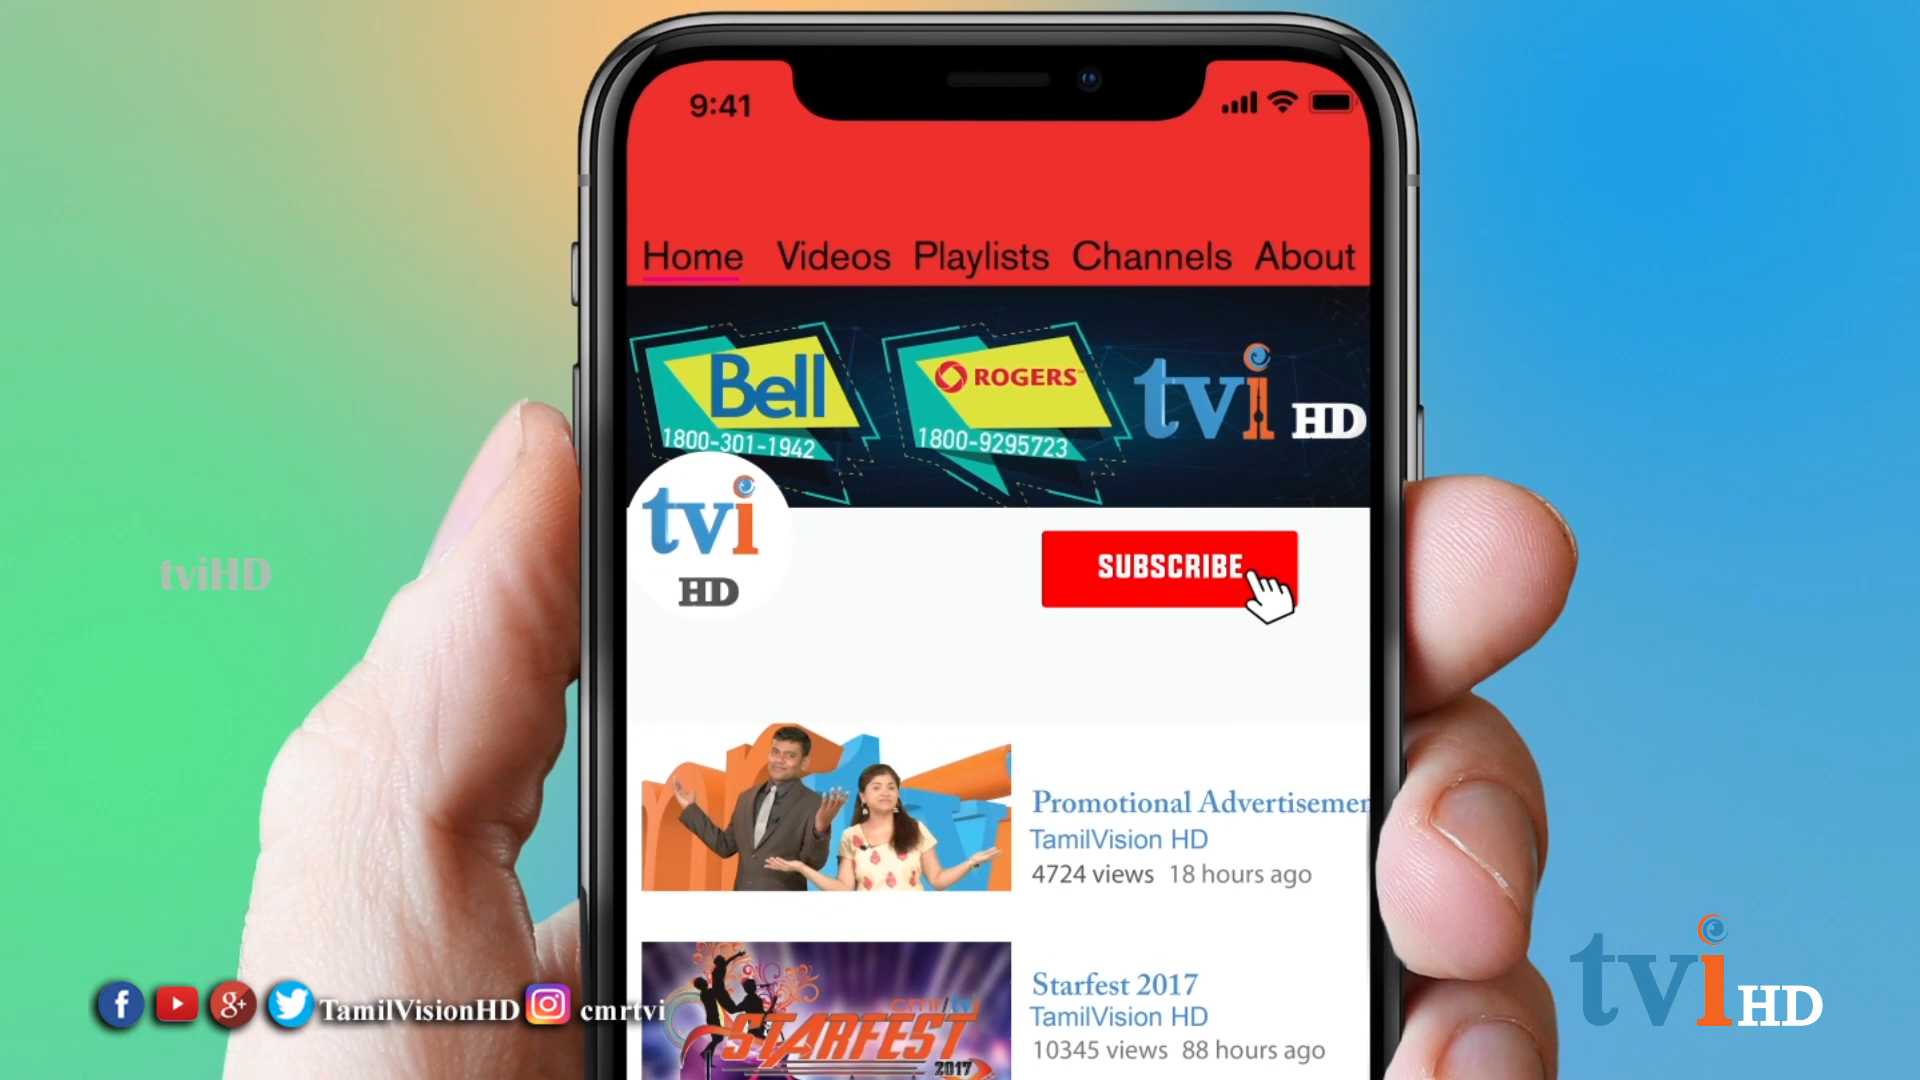 9:41
Home Videos Playlists Channels About
Bell
1800-301-1942
ROGERS
1800-9295723
tvi HD
tvi
HD
SUBSCRIBE
tviHD
Promotional Advertisemen
TamilVision HD
4724 views 18 hours ago
Starfest 2017
TamilVision HD
10345 views 88 hours ago
cmr/tvi
STARFEST
2017
TamilVisionHD
cmrtvi
tvi HD